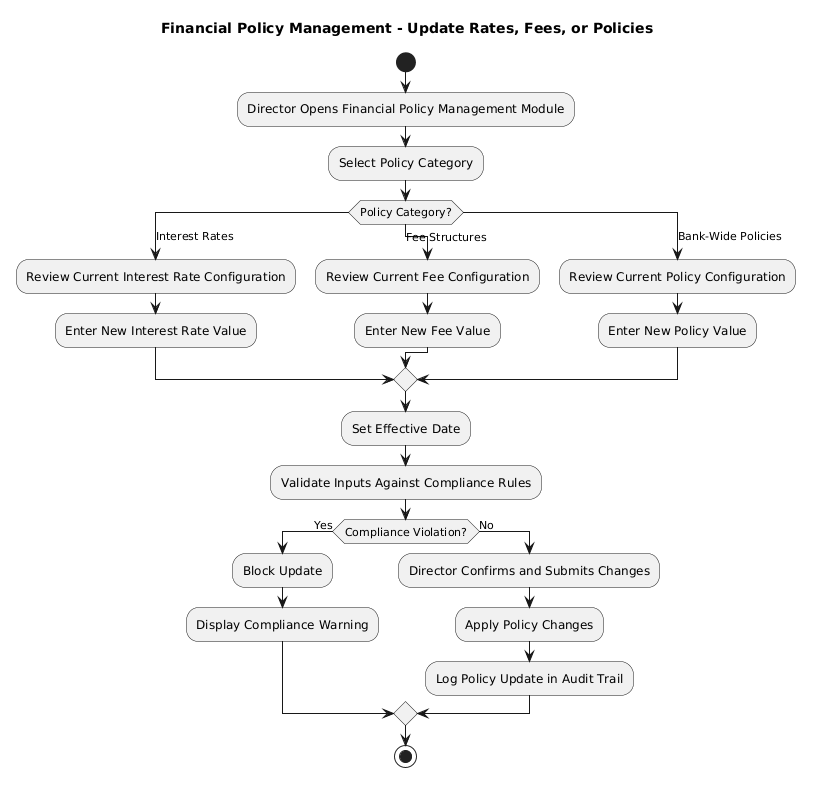 Financial Policy Management - Update Rates, Fees, or Policies
Director Opens Financial Policy Management Module
Select Policy Category
Policy Category?
Interest Rates
Fee Structures
Bank-Wide Policies
Review Current Interest Rate Configuration
Review Current Fee Configuration
Review Current Policy Configuration
Enter New Interest Rate Value
Enter New Fee Value
Enter New Policy Value
Set Effective Date
Validate Inputs Against Compliance Rules
Yes
Compliance Violation?
No
Block Update
Director Confirms and Submits Changes
Display Compliance Warning
Apply Policy Changes
Log Policy Update in Audit Trail